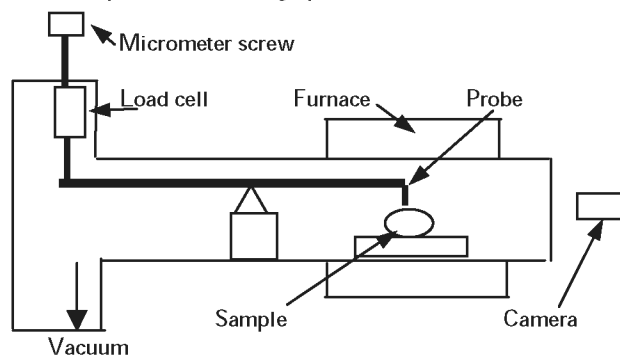 Micrometer screw
Load cell
Furnace
Probe
Sample
Camera
Vacuum